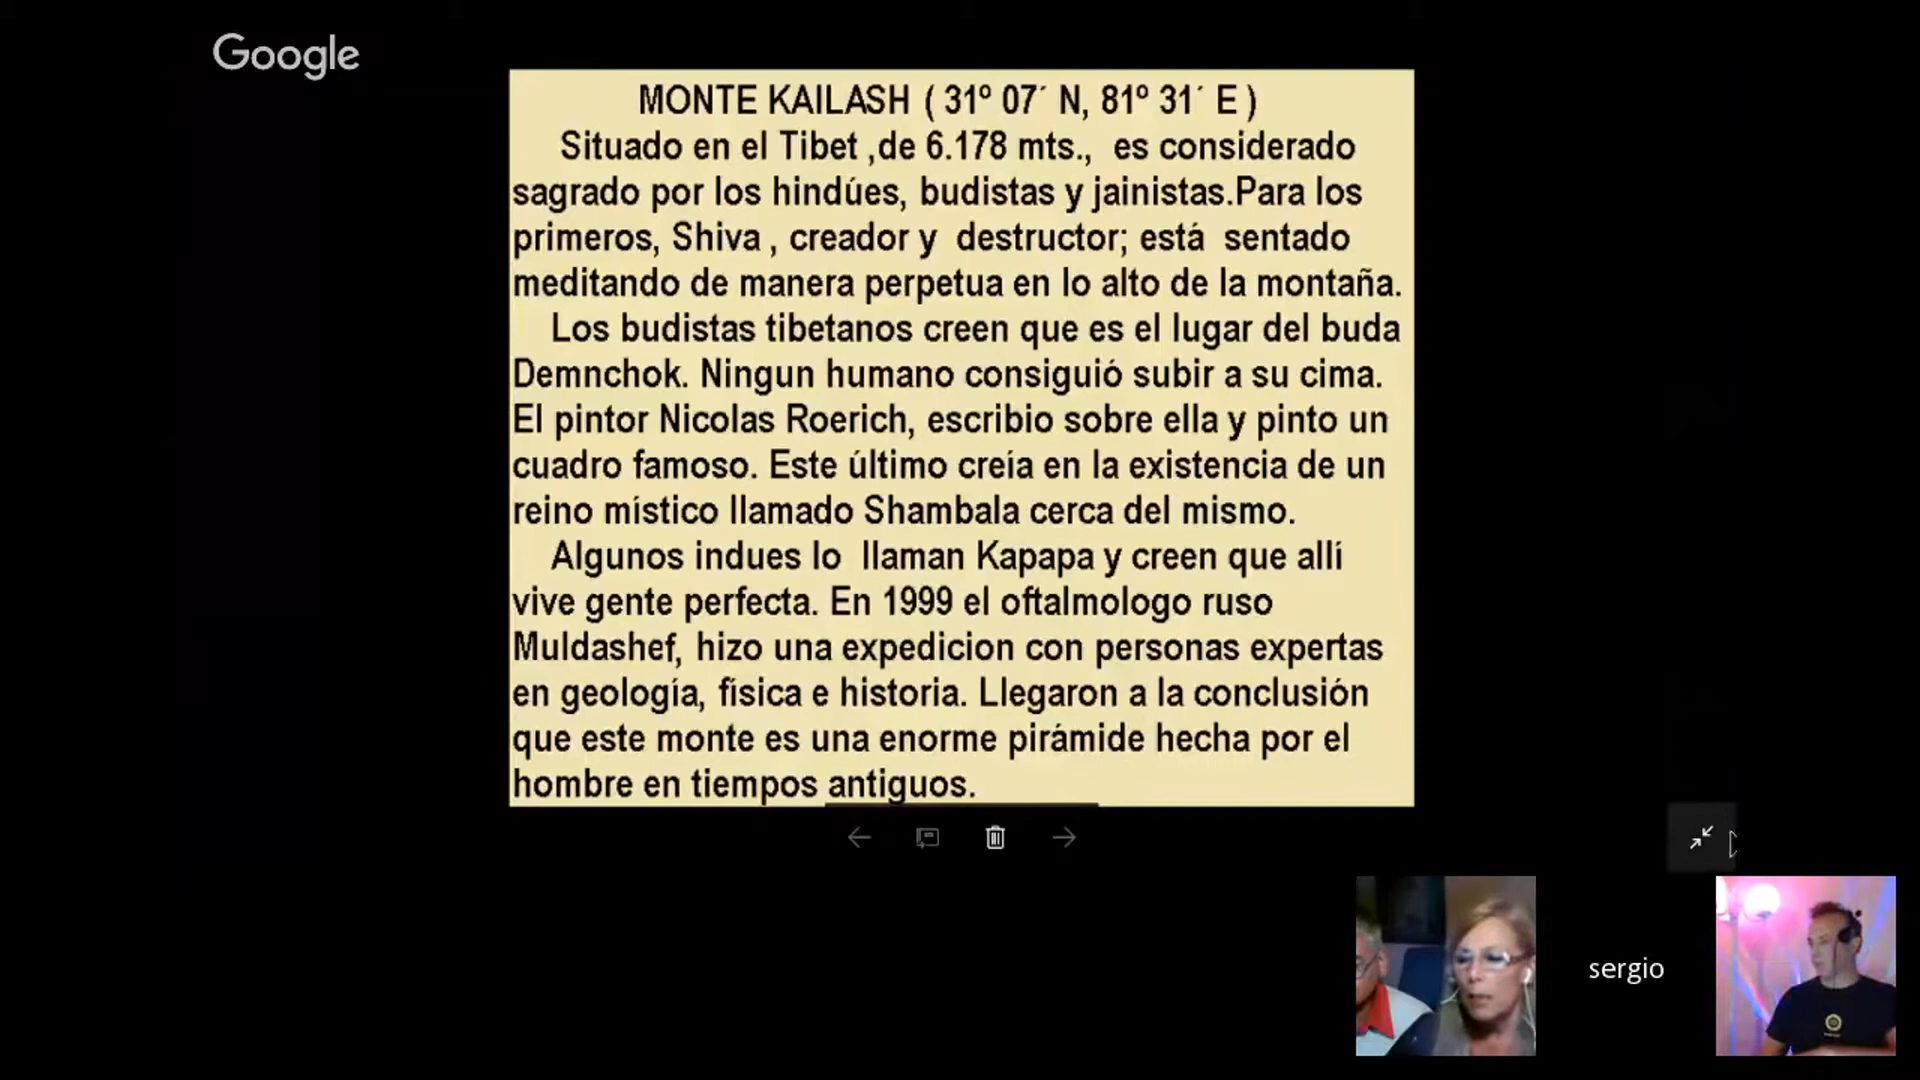 Google
MONTE KAILASH ( 31º 07´ N, 81º 31´ E )
Situado en el Tibet ,de 6.178 mts., es considerado
sagrado por los hindúes, budistas y jainistas.Para los
primeros, Shiva , creador y destructor; está sentado
meditando de manera perpetua en lo alto de la montaña.
Los budistas tibetanos creen que es el lugar del buda
Demnchok. Ningun humano consiguió subir a su cima.
El pintor Nicolas Roerich, escribio sobre ella y pinto un
cuadro famoso. Este último creía en la existencia de un
reino místico llamado Shambala cerca del mismo.
Algunos indues lo llaman Kapapa y creen que allí
vive gente perfecta. En 1999 el oftalmologo ruso
Muldashef, hizo una expedicion con personas expertas
en geología, física e historia. Llegaron a la conclusión
que este monte es una enorme pirámide hecha por el
hombre en tiempos antiguos.
sergio